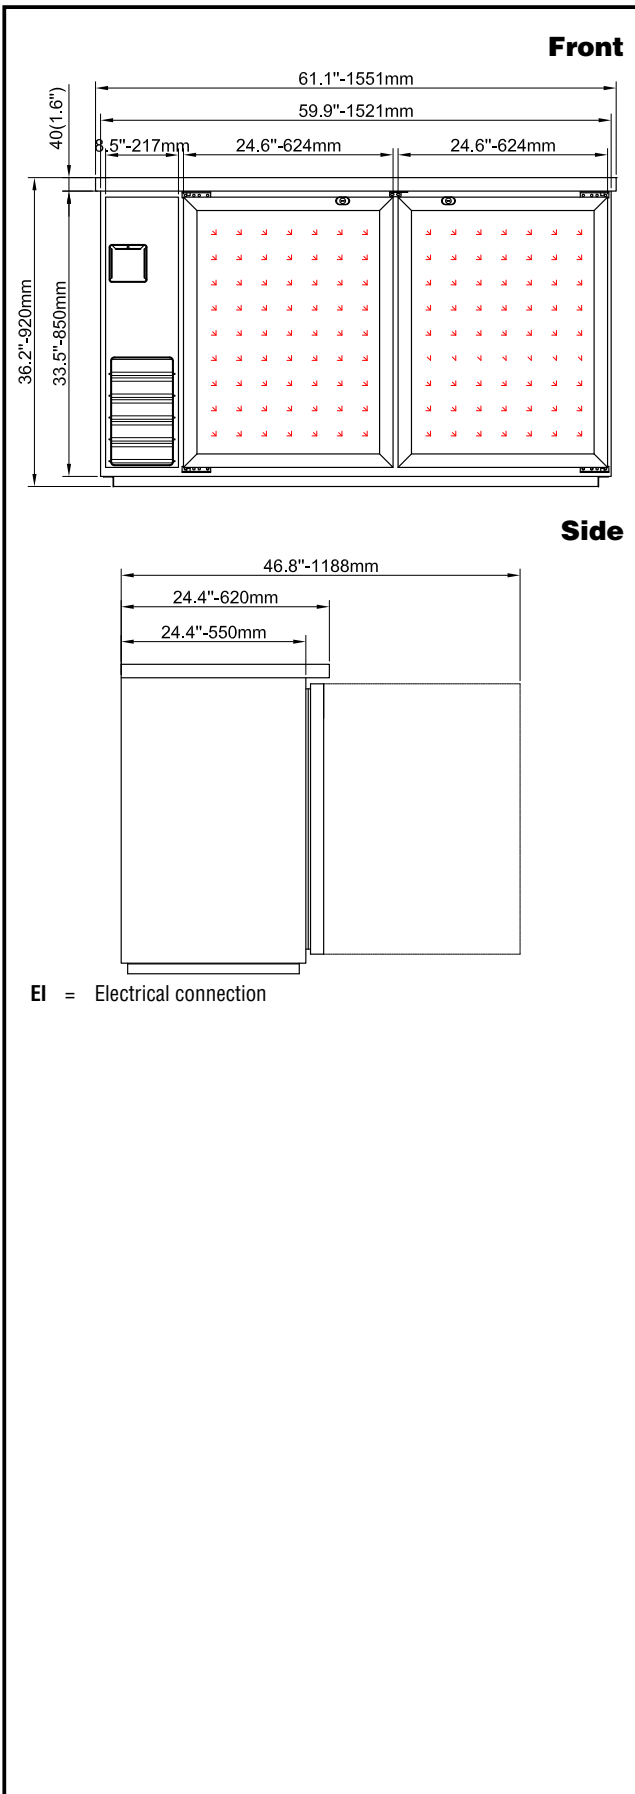 Front
61.1"-1551mm
59.9"-1521mm
40(1.6")
8.5"-217mm
24.6"-624mm
24.6"-624mm
36.2"-920mm
33.5"-850mm
Side
46.8"-1188mm
24.4"-620mm
24.4"-550mm
EI = Electrical connection